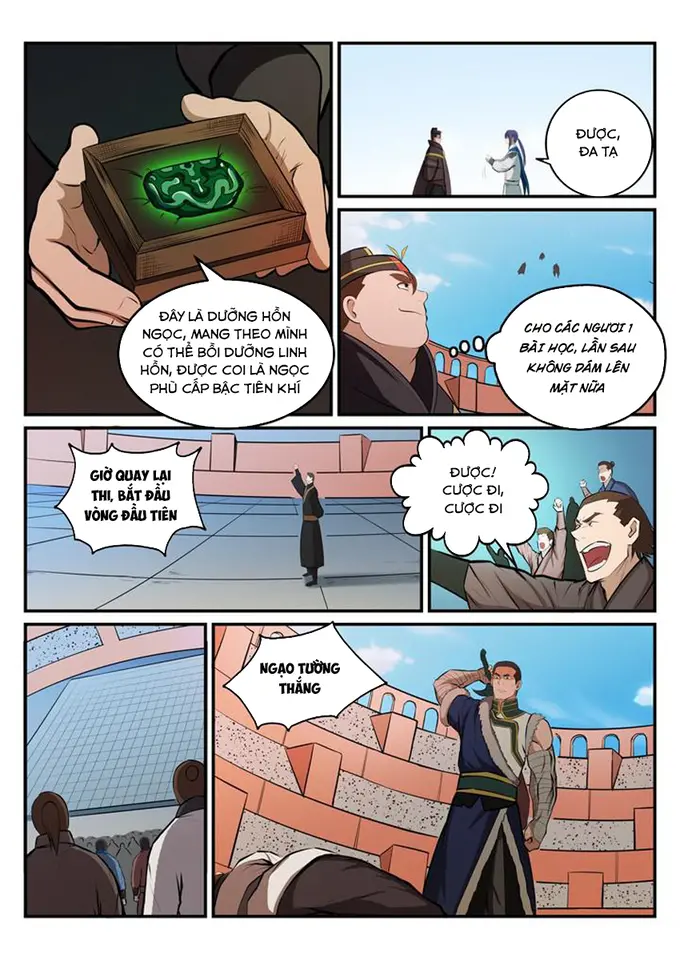 ĐÂY LÀ DƯỠNG HỒN
NGỌC, MANG THEO MÌNH
CÓ THỂ BỒI DƯỠNG LINH
HỒN, ĐƯỢC COI LÀ NGỌC
PHÙ CẤP BẬC TIÊN KHÍ
ĐƯỢC,
ĐA TẠ
CHO CÁC NGƯƠI 1
BÀI HỌC, LẦN SAU
KHÔNG DÁM LÊN
MẶT NỮA
GIỜ QUAY LẠI
THI, BẮT ĐẦU
VÒNG ĐẦU TIÊN
ĐƯỢC!
CƯỢC ĐI,
CƯỢC ĐI
NGẠO TƯỜNG
THẮNG